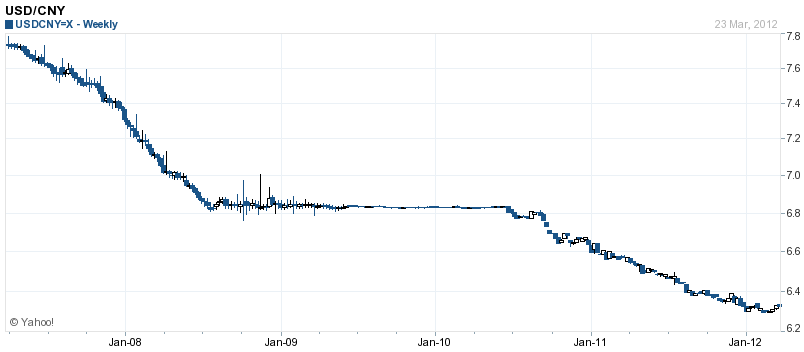 USD/CNY
USDCNY=X - Weekly
23 Mar, 2012
7.8
7.6
7.4
7.2
7.0
6.8
6.6
6.4
6.2
© Yahoo!
Jan-08 Jan-09 Jan-10 Jan-11 Jan-12